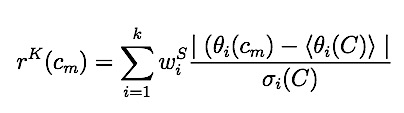 r^K(c_m) = \sum_{i=1}^{k} w_i^S \frac{| (\theta_i(c_m) - \langle \theta_i(C) \rangle |}{\sigma_i(C)}